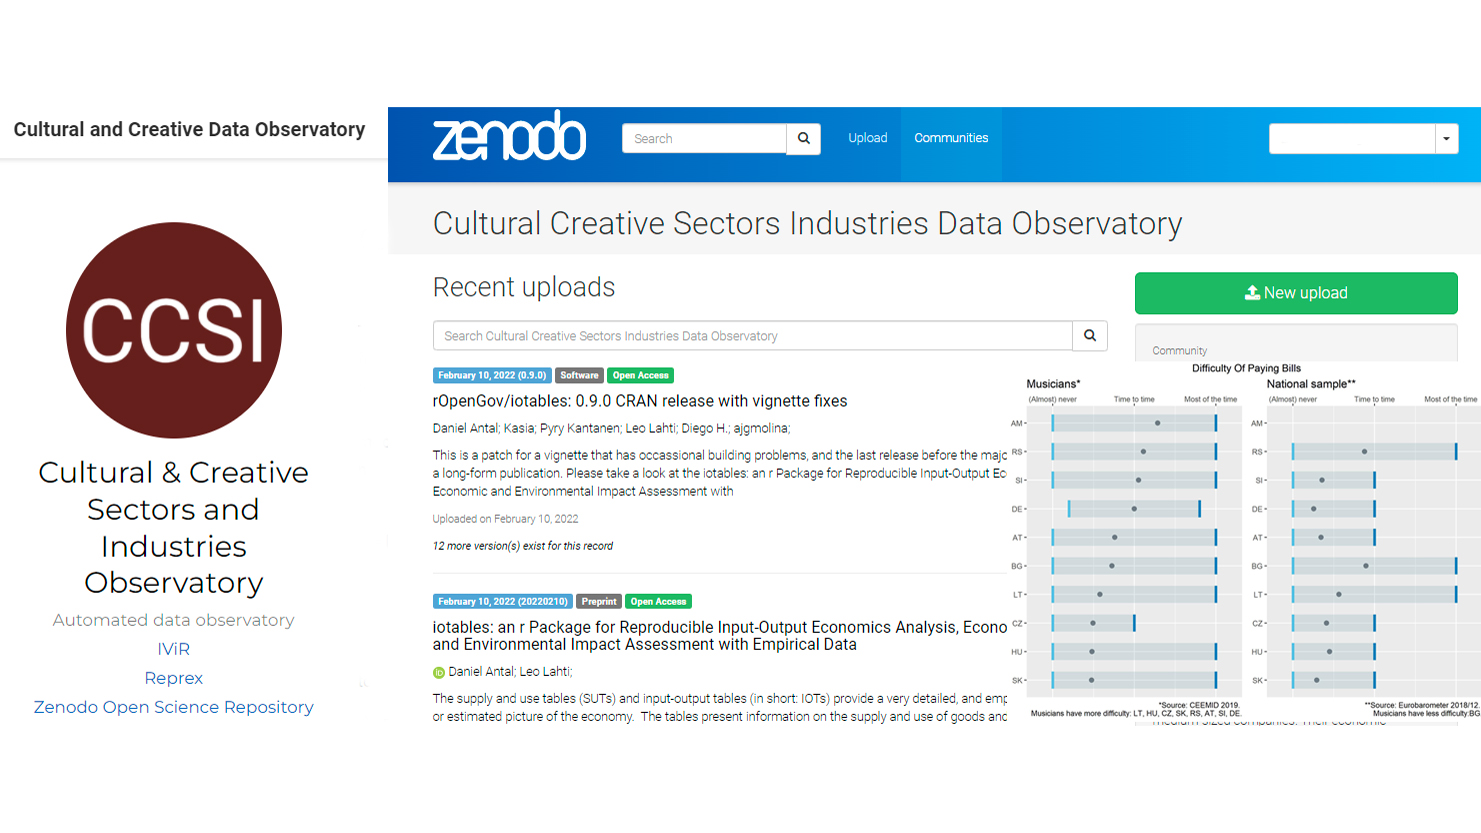 Cultural and Creative Data Observatory
CCSI
Cultural & Creative
Sectors and
Industries
Observatory
Automated data observatory
IViR
Reprex
Zenodo Open Science Repository
zenodo
Search
Upload
Communities
Cultural Creative Sectors Industries Data Observatory
Recent uploads
New upload
Search Cultural Creative Sectors Industries Data Observatory
Community
February 10, 2022 (0.9.0) Software Open Access
rOpenGov/iotables: 0.9.0 CRAN release with vignette fixes
Daniel Antal; Kasia; Pyry Kantanen; Leo Lahti; Diego H.; ajgmolina;
This is a patch for a vignette that has occassional building problems, and the last release before the majo
a long-form publication. Please take a look at the iotables: an r Package for Reproducible Input-Output Ec
Economic and Environmental Impact Assessment with
Uploaded on February 10, 2022
12 more version(s) exist for this record
February 10, 2022 (20220210) Preprint Open Access
iotables: an r Package for Reproducible Input-Output Economics Analysis, Econo
and Environmental Impact Assessment with Empirical Data
iD Daniel Antal; Leo Lahti;
The supply and use tables (SUTs) and input-output tables (in short: IOTs) provide a very detailed, and emp
or estimated picture of the economy. The tables present information on the supply and use of goods and
Difficulty Of Paying Bills
Musicians*
(Almost) never Time to time Most of the time
AM
RS
SI
DE
AT
BG
LT
CZ
HU
SK
*Source: CEEMID 2019.
Musicians have more difficulty: LT, HU, CZ, SK, RS, AT, SI, DE.
National sample**
(Almost) never Time to time Most of the time
AM
RS
SI
DE
AT
BG
LT
CZ
HU
SK
**Source: Eurobarometer 2018/12.
Musicians have less difficulty:BG